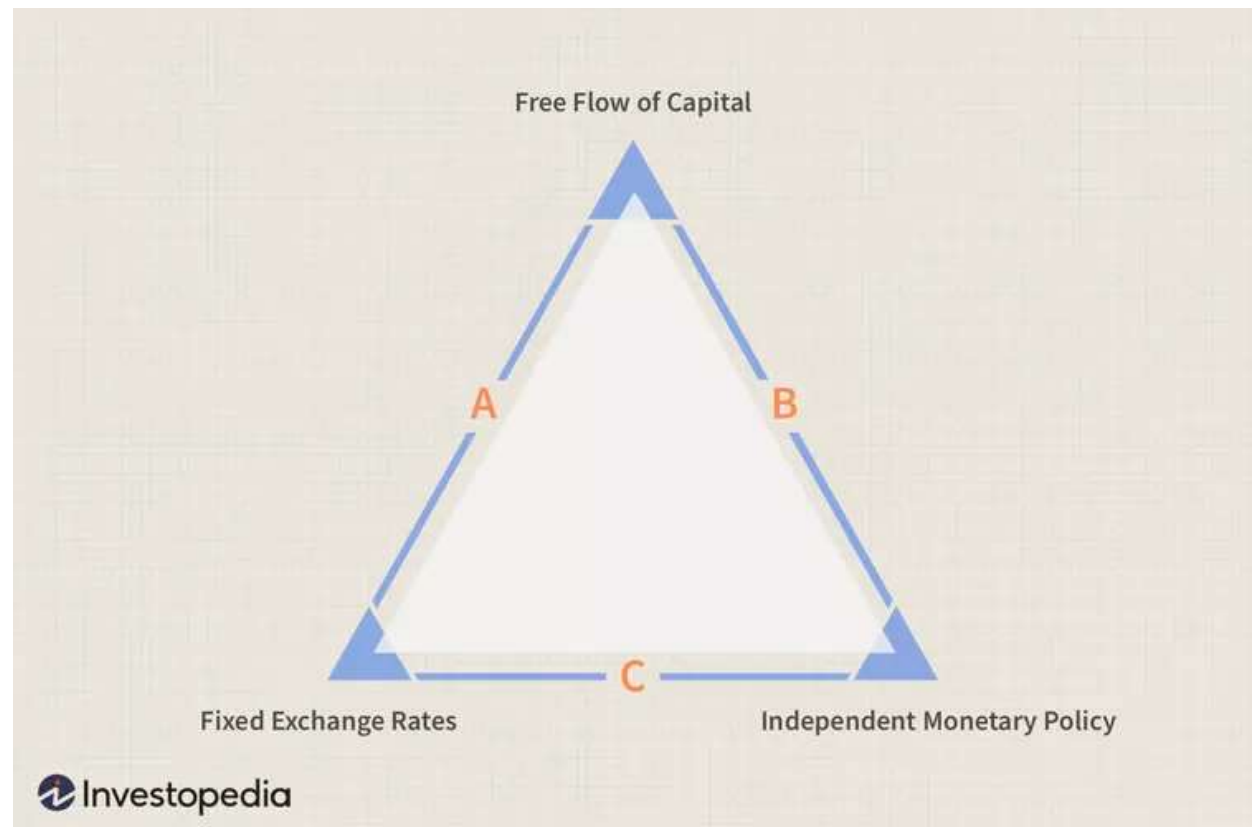 Free Flow of Capital
A
B
C
Fixed Exchange Rates
Independent Monetary Policy
Investopedia